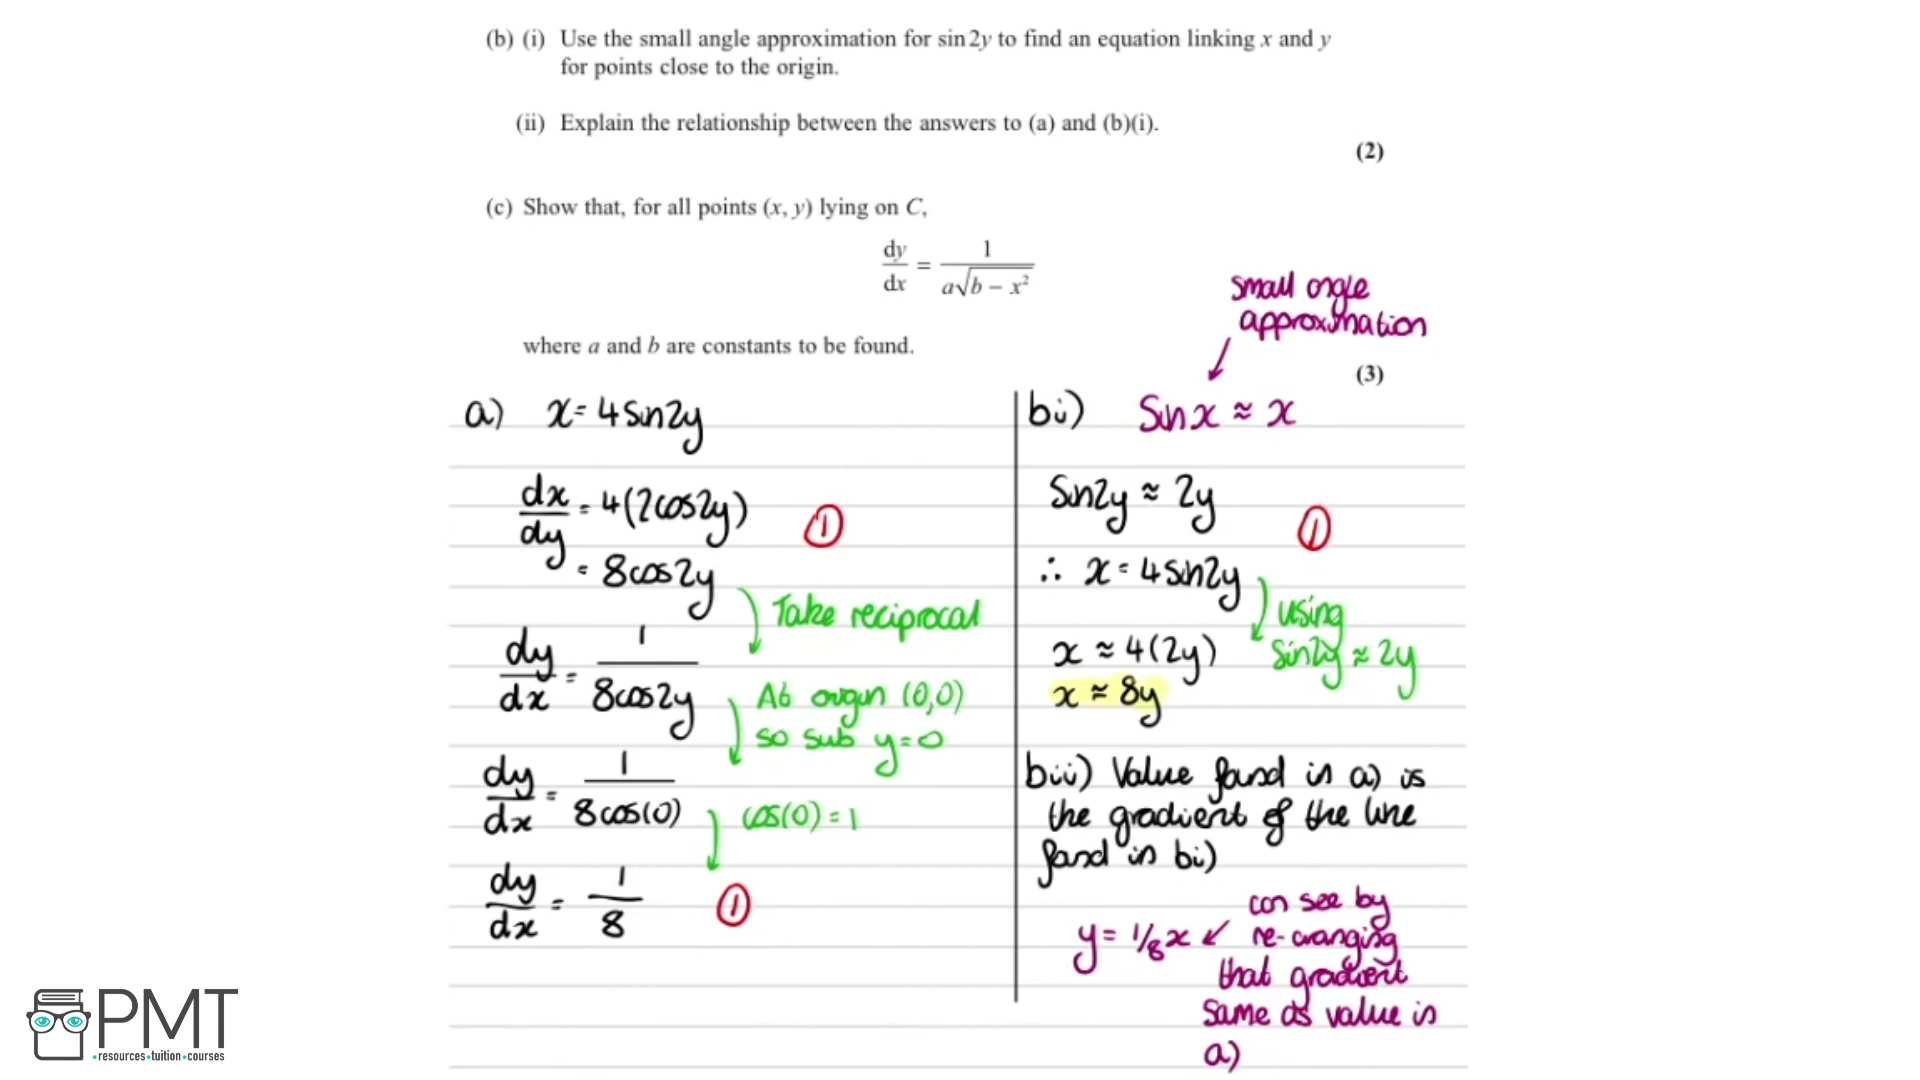 (b) (i) Use the small angle approximation for sin 2y to find an equation linking x and y
for points close to the origin.
(ii) Explain the relationship between the answers to (a) and (b)(i).
(2)
(c) Show that, for all points (x, y) lying on C,
dy/dx = 1/(a√(b − x²))
where a and b are constants to be found.
(3)
a) x = 4sin2y
dx/dy = 4(2cos2y) ①
= 8cos2y
Take reciprocal
dy/dx = 1/(8cos2y)
At origin (0,0)
so sub y=0
dy/dx = 1/(8cos(0))
cos(0) = 1
dy/dx = 1/8 ①
small angle
approximation
bi) Sinx ≈ x
Sin2y ≈ 2y ①
∴ x = 4sin2y
using
sin2y ≈ 2y
x ≈ 4(2y)
x ≈ 8y
bii) Value found in a) is
the gradient of the line
found in bi)
y = 1/8x ↙ can see by
re-arranging
that gradient
same as value in
a)
PMT
•resources•tuition•courses